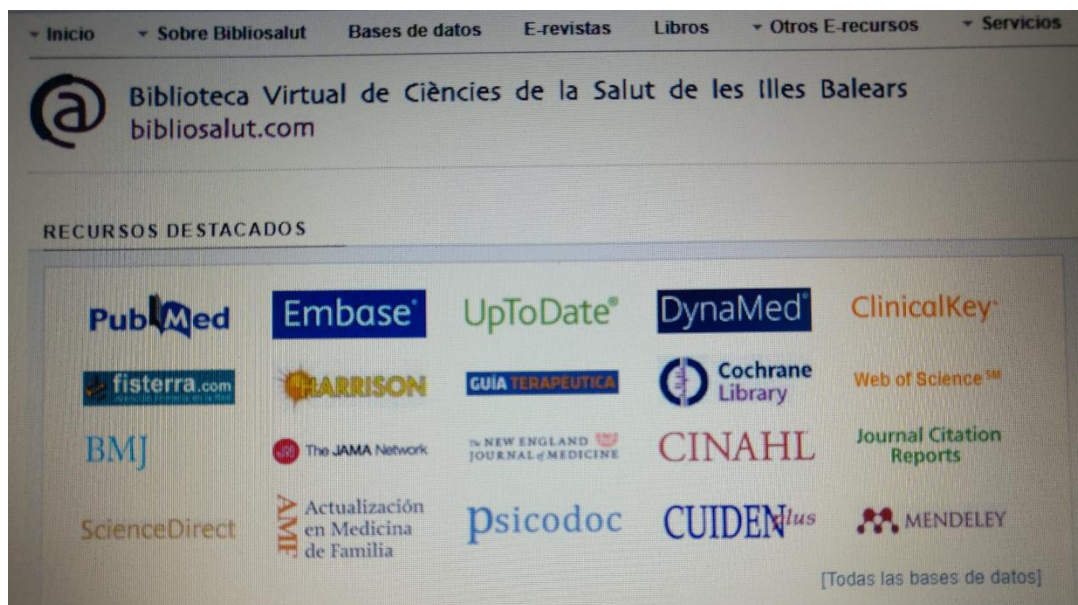 Inicio Sobre Bibliosalut Bases de datos E-revistas Libros Otros E-recursos Servicios
@ Biblioteca Virtual de Ciències de la Salut de les Illes Balears
bibliosalut.com
RECURSOS DESTACADOS
PubMed Embase® UpToDate® DynaMed® ClinicalKey®
fisterra.com HARRISON GUÍA TERAPÉUTICA Cochrane Library Web of Science℠
BMJ The JAMA Network The NEW ENGLAND JOURNAL of MEDICINE CINAHL Journal Citation Reports
ScienceDirect AMF Actualización en Medicina de Familia Psicodoc CUIDENplus MENDELEY
[Todas las bases de datos]